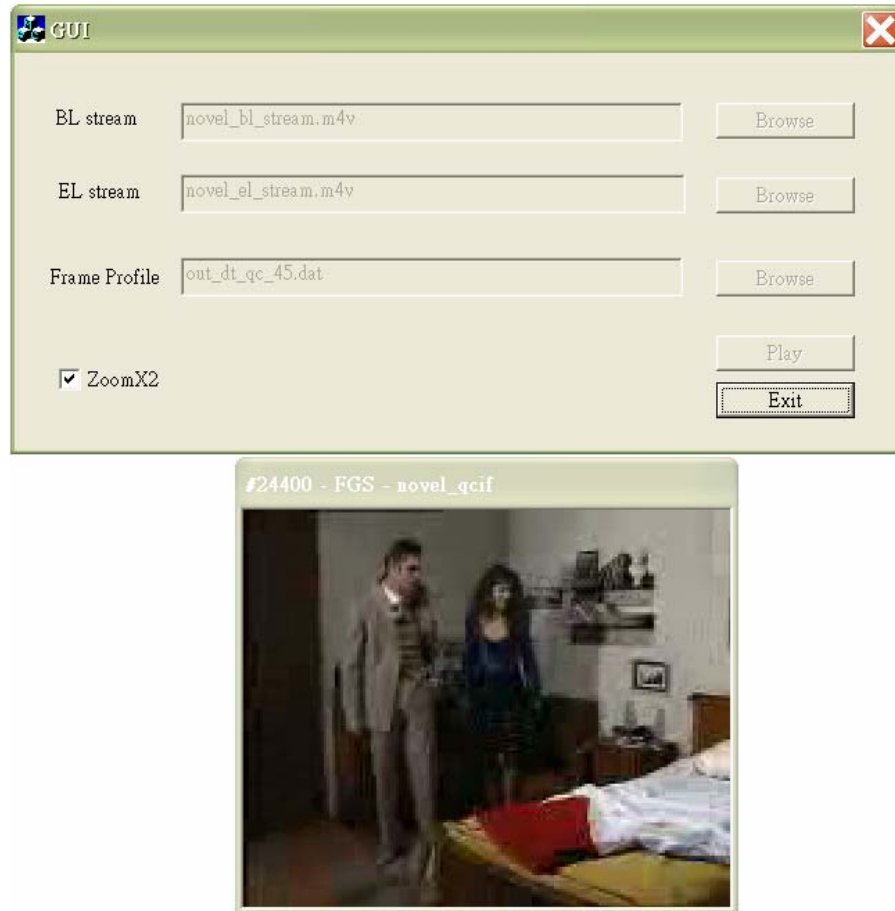 GUI
BL stream novel_bl_stream.m4v Browse
EL stream novel_el_stream.m4v Browse
Frame Profile out_dt_qc_45.dat Browse
Play
ZoomX2
Exit
#24400 - FGS - novel_qcif